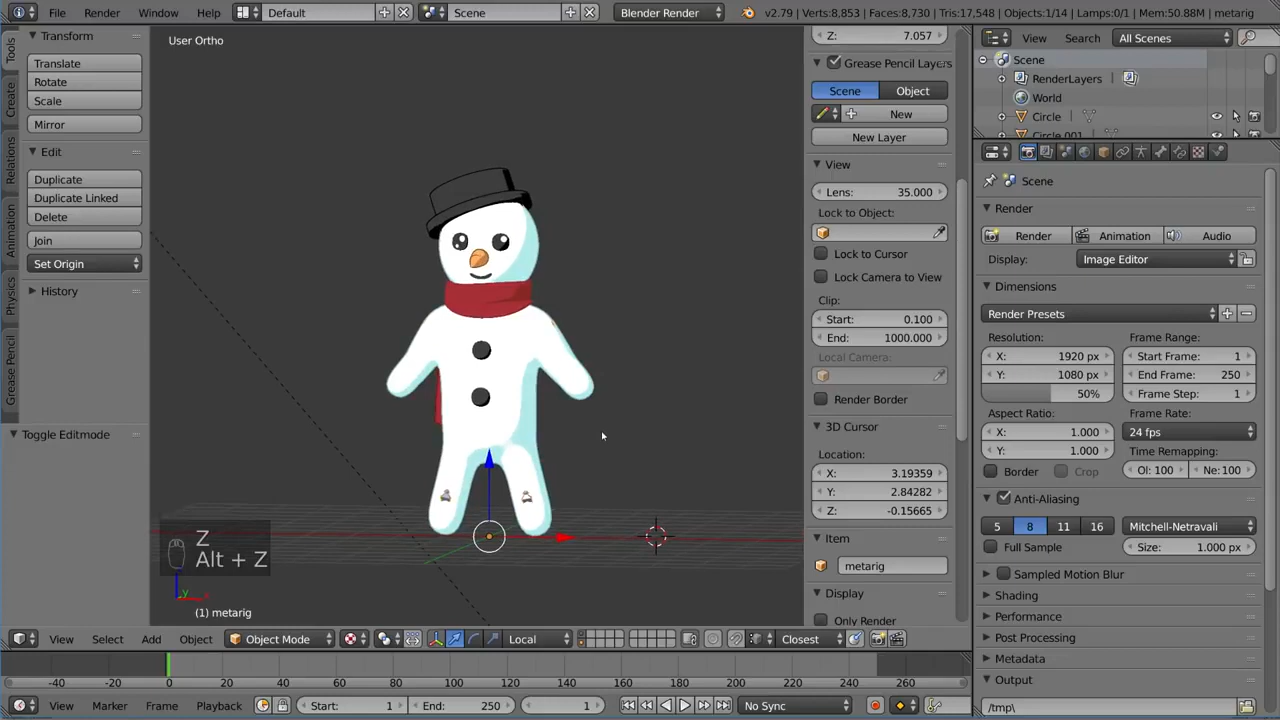 File
Render
Window
Help
Default
Scene
Blender Render
v2.79 | Verts:8,853 | Faces:8,730 | Tris:17,548 | Objects:1/14 | Lamps:0/1 | Mem:50.88M | metarig
Tools
Create
Relations
Animation
Physics
Grease Pencil
Transform
Translate
Rotate
Scale
Mirror
Edit
Duplicate
Duplicate Linked
Delete
Join
Set Origin
History
Toggle Editmode
User Ortho
Z
Alt + Z
y
x
(1) metarig
Z: 7.057
Grease Pencil Layers
Scene
Object
New
New Layer
View
Lens: 35.000
Lock to Object:
Lock to Cursor
Lock Camera to View
Clip:
Start: 0.100
End: 1000.000
Local Camera:
Render Border
3D Cursor
Location:
X: 3.19359
Y: 2.84282
Z: -0.15665
Item
metarig
Display
Only Render
View
Search
All Scenes
Scene
RenderLayers
World
Circle
Circle.001
Scene
Render
Render
Animation
Audio
Display:
Image Editor
Dimensions
Render Presets
Resolution:
X: 1920 px
Y: 1080 px
50%
Frame Range:
Start Frame: 1
End Frame: 250
Frame Step: 1
Aspect Ratio:
X: 1.000
Y: 1.000
Frame Rate:
24 fps
Time Remapping:
Ol: 100
Ne: 100
Border
Crop
Anti-Aliasing
5
8
11
16
Mitchell-Netravali
Full Sample
Size: 1.000 px
Sampled Motion Blur
Shading
Performance
Post Processing
Metadata
Output
/tmp\
View
Select
Add
Object
Object Mode
Local
Closest
-40
-20
0
20
40
60
80
100
120
140
160
180
200
220
240
260
View
Marker
Frame
Playback
Start: 1
End: 250
1
No Sync